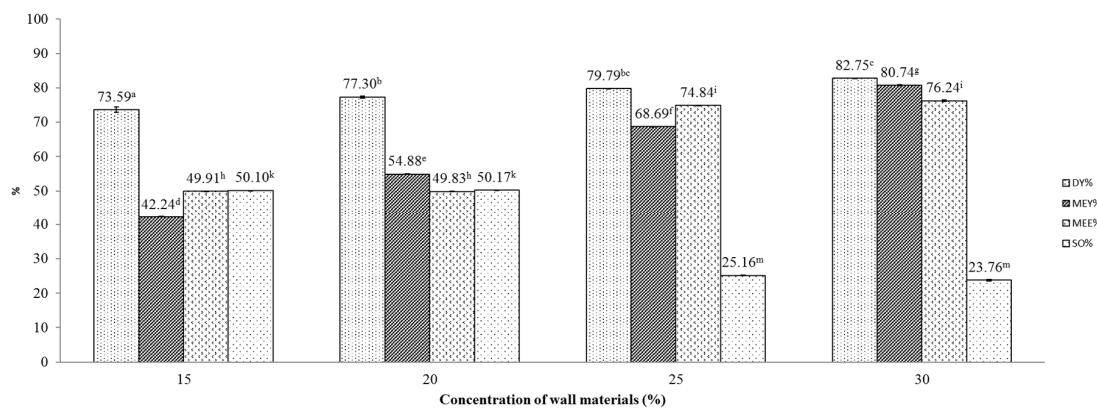 100
90
80
70
60
50
40
30
20
10
0
%
73.59ᵃ
42.24ᵈ
49.91ʰ
50.10ᵏ
77.30ᵇ
54.88ᵉ
49.83ʰ
50.17ᵏ
79.79ᵇᶜ
68.69ᶠ
74.84ⁱ
25.16ᵐ
82.75ᶜ
80.74ᵍ
76.24ⁱ
23.76ᵐ
15 20 25 30
Concentration of wall materials (%)
DY%
MEY%
MEE%
SO%